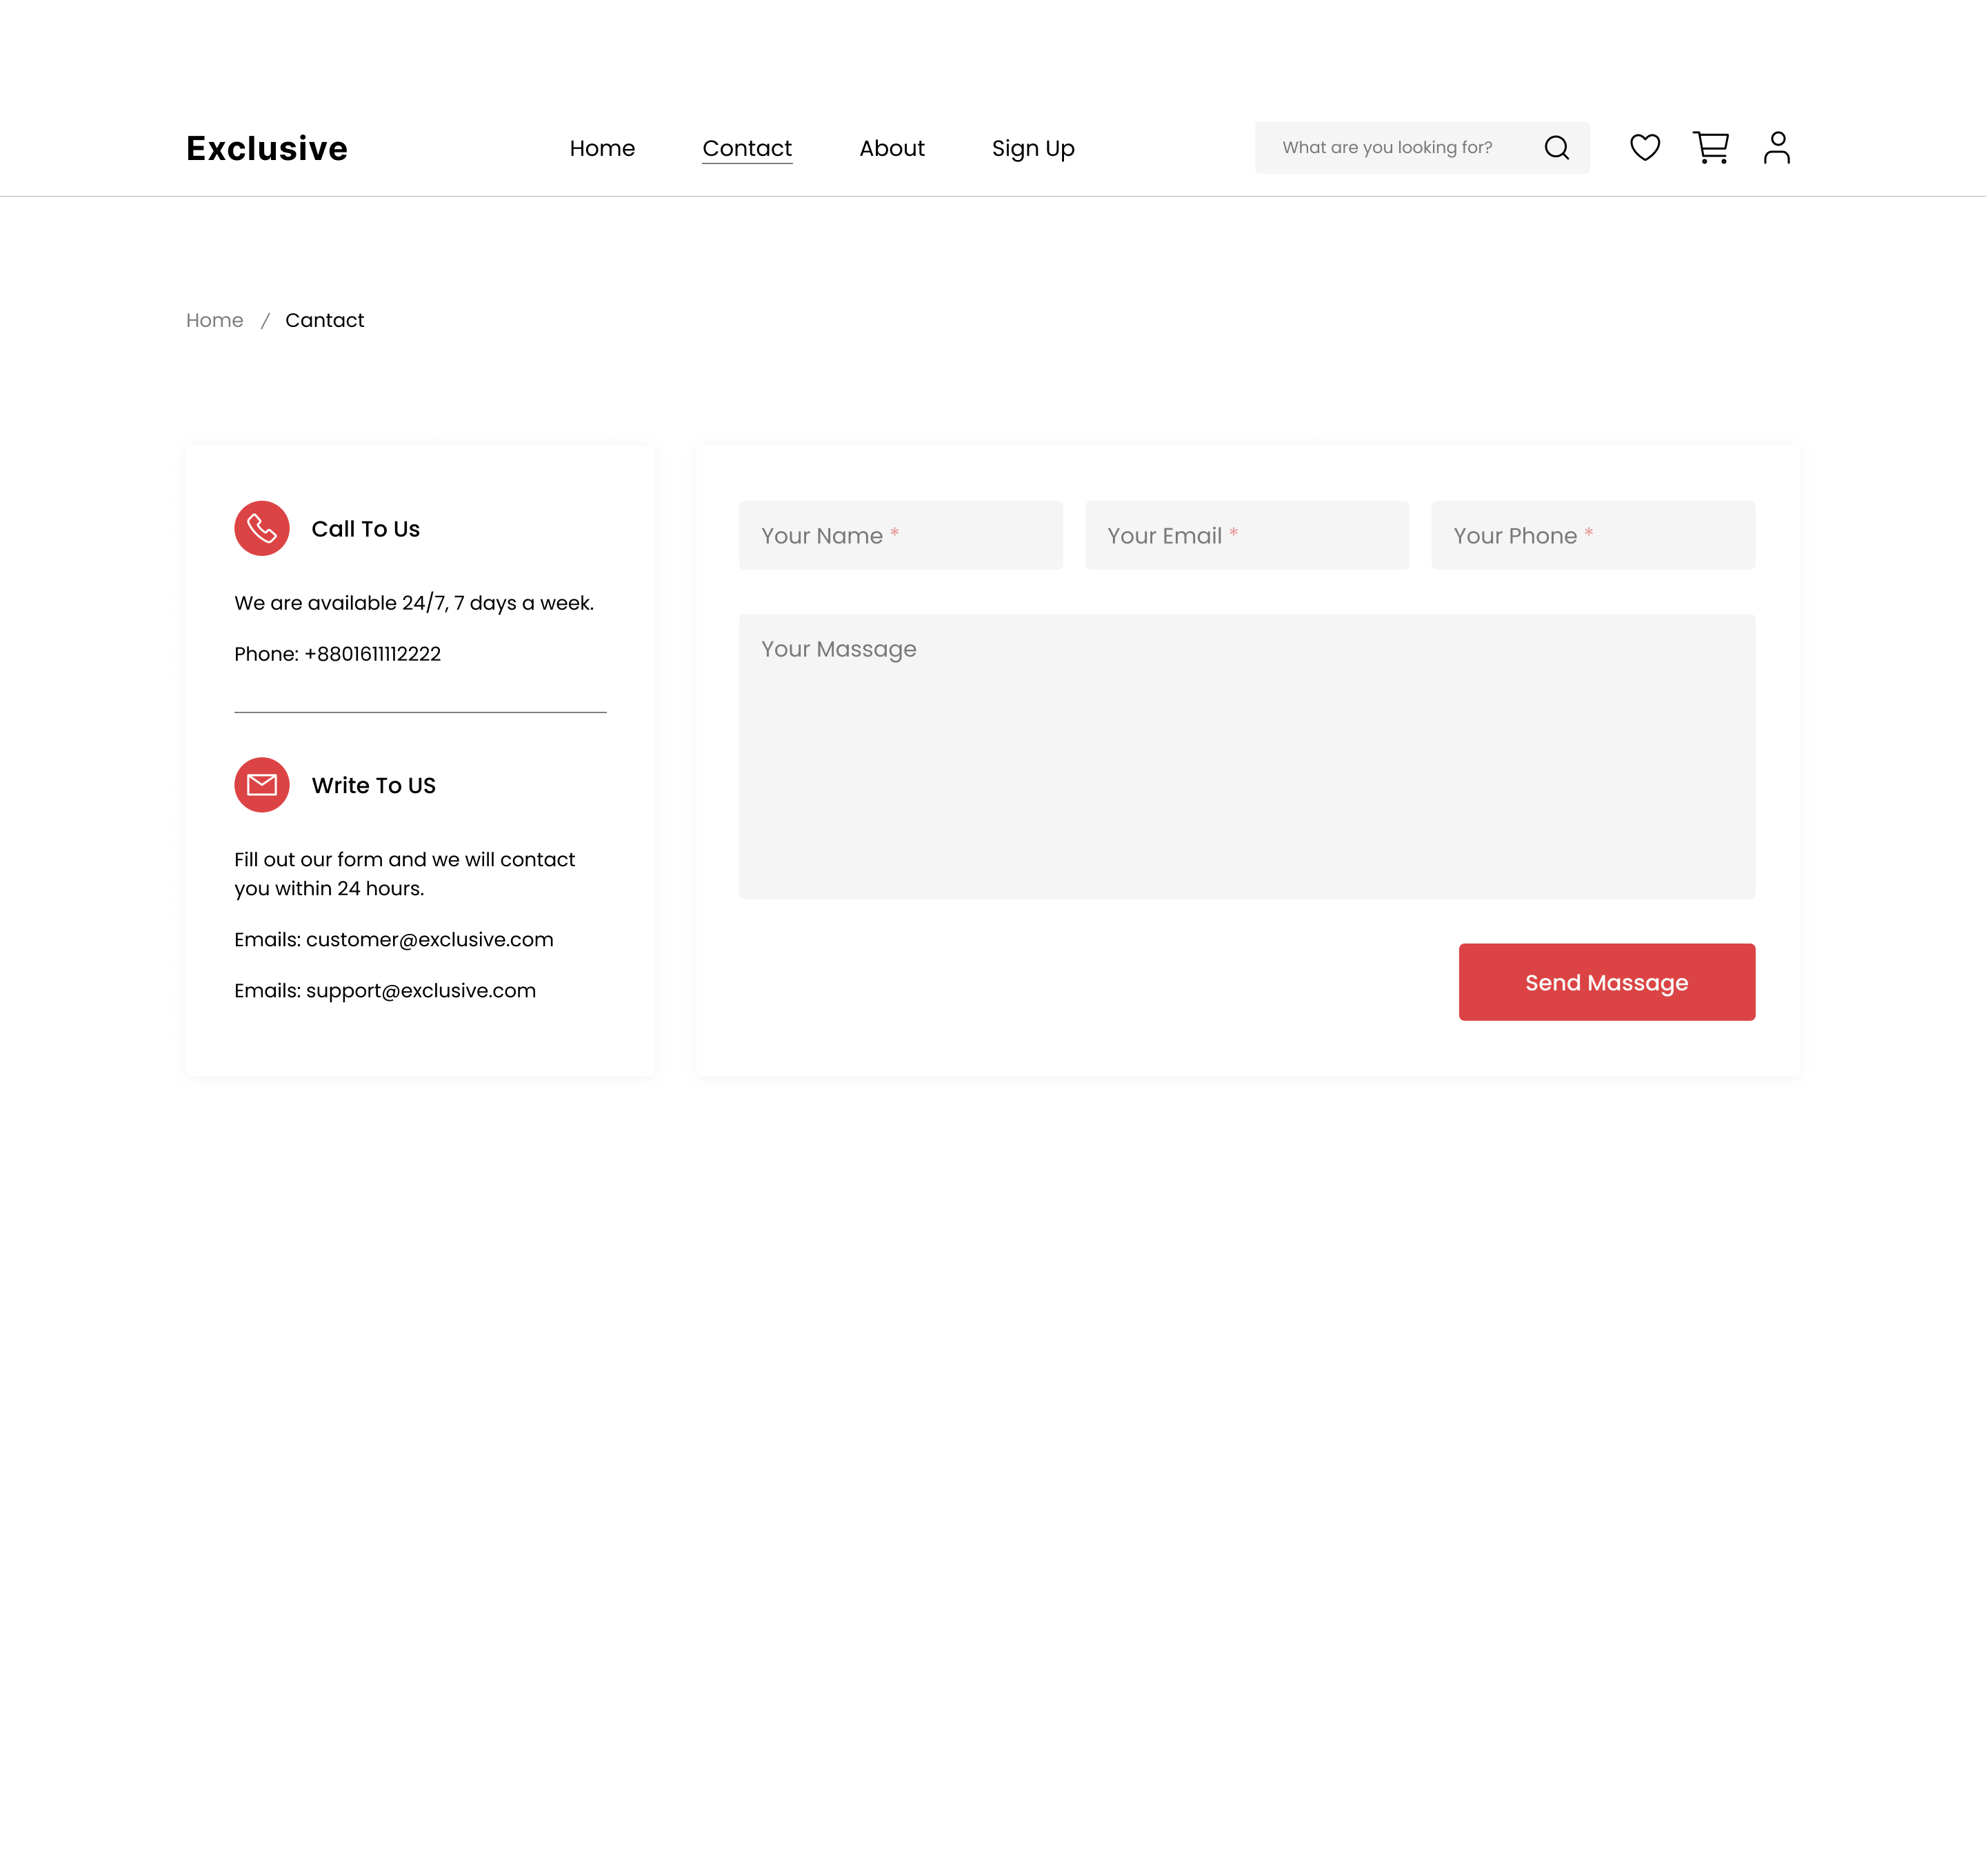 Exclusive
Home
Contact
About
Sign Up
What are you looking for?
Home / Cantact
Call To Us
We are available 24/7, 7 days a week.
Phone: +8801611112222
Write To US
Fill out our form and we will contact
you within 24 hours.
Emails: customer@exclusive.com
Emails: support@exclusive.com
Your Name *
Your Email *
Your Phone *
Your Massage
Send Massage